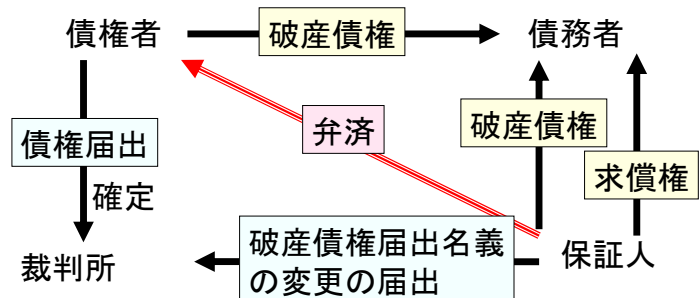 債権者
破産債権
債務者
弁済
破産債権
債権届出
求償権
確定
破産債権届出名義
の変更の届出
保証人
裁判所